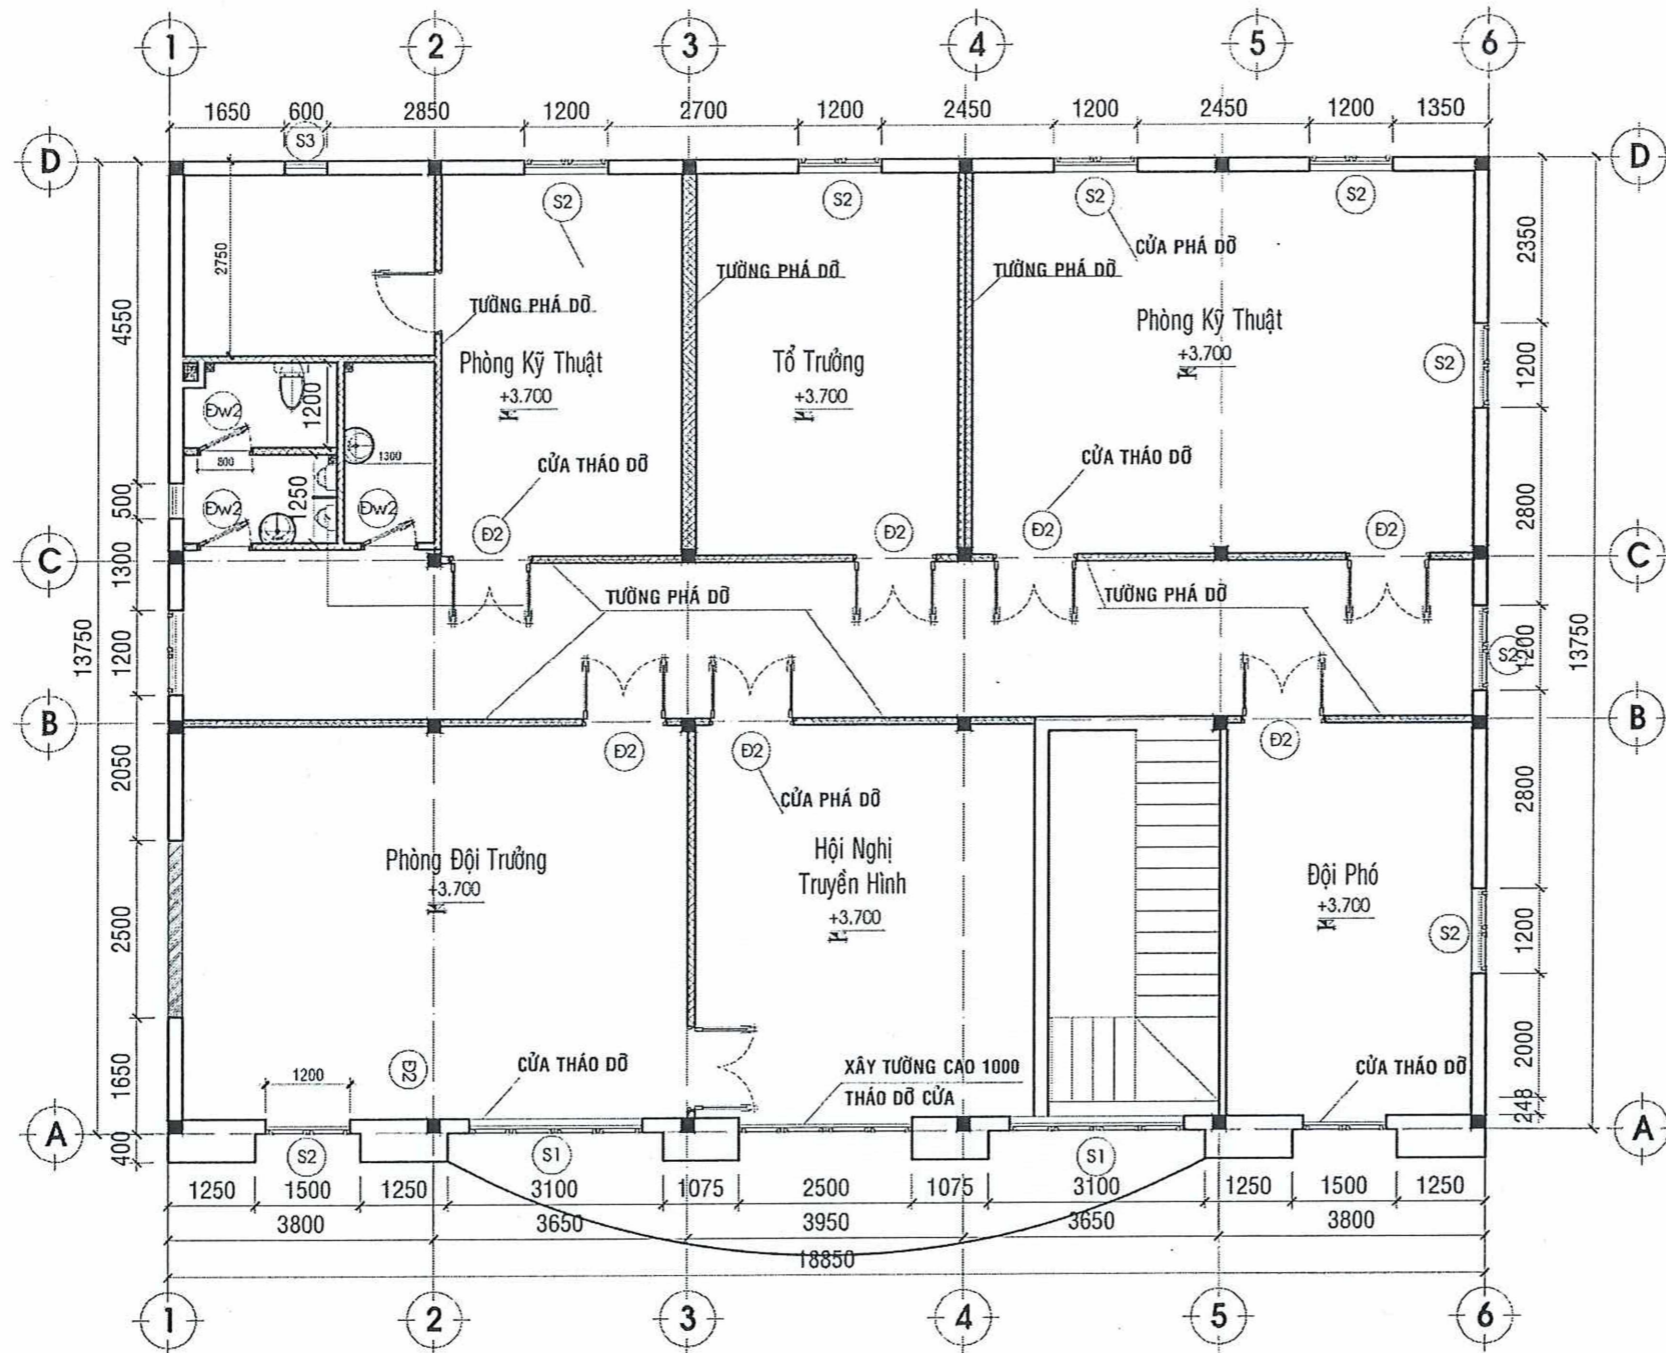 1 2 3 4 5 6
1650 600 2850 1200 2700 1200 2450 1200 2450 1200 1350
S3
D D
S2 S2 S2 S2
CỬA PHÁ DỠ
TƯỜNG PHÁ DỠ TƯỜNG PHÁ DỠ
TƯỜNG PHÁ DỠ
2750
4550
2350
Phòng Kỹ Thuật
+3.700
Tổ Trưởng
+3.700
Phòng Kỹ Thuật
+3.700
S2
1200
Đw2
1200
800
1300
CỬA THÁO DỠ
CỬA THÁO DỠ
Đw2
1250
Đw2
Đ2 Đ2 Đ2 Đ2
500
2800
C C
1300
TƯỜNG PHÁ DỠ TƯỜNG PHÁ DỠ
13750
1200
S2
1200
13750
B B
Đ2 Đ2 Đ2
2050
CỬA PHÁ DỠ
2800
Phòng Đội Trưởng
+3.700
Hội Nghị
Truyền Hình
+3.700
Đội Phó
+3.700
2500
S2
1200
1650
Đ2
1200
CỬA THÁO DỠ
XÂY TƯỜNG CAO 1000
THÁO DỠ CỬA
CỬA THÁO DỠ
2000
248
A A
400
S2 S1 S1
1250 1500 1250 3100 1075 2500 1075 3100 1250 1500 1250
3800 3650 3950 3650 3800
18850
1 2 3 4 5 6